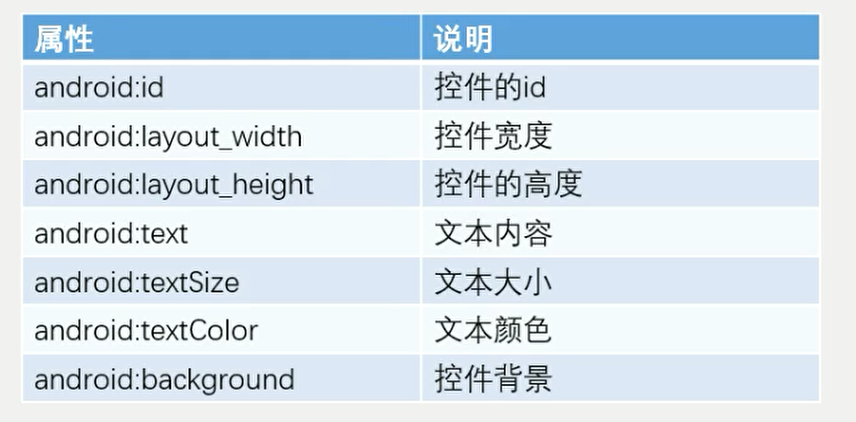 属性 说明
android:id 控件的id
android:layout_width 控件宽度
android:layout_height 控件的高度
android:text 文本内容
android:textSize 文本大小
android:textColor 文本颜色
android:background 控件背景